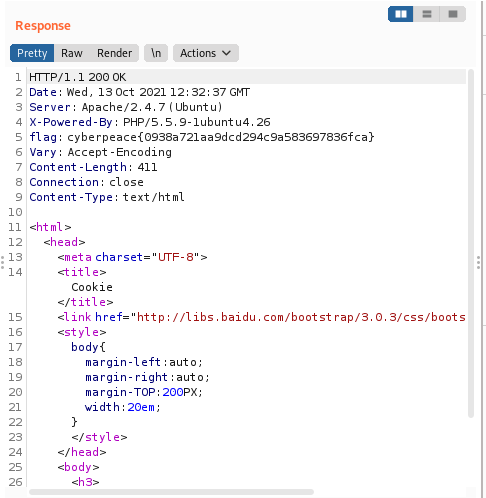 Response
Pretty Raw Render \n Actions
1 HTTP/1.1 200 OK
2 Date: Wed, 13 Oct 2021 12:32:37 GMT
3 Server: Apache/2.4.7 (Ubuntu)
4 X-Powered-By: PHP/5.5.9-1ubuntu4.26
5 flag: cyberpeace{0938a721aa9dcd294c9a583697836fca}
6 Vary: Accept-Encoding
7 Content-Length: 411
8 Connection: close
9 Content-Type: text/html
10
11 <html>
12 <head>
13 <meta charset="UTF-8">
14 <title>
Cookie
</title>
15 <link href="http://libs.baidu.com/bootstrap/3.0.3/css/boots
16 <style>
17 body{
18 margin-left:auto;
19 margin-right:auto;
20 margin-TOP:200PX;
21 width:20em;
22 }
23 </style>
24 </head>
25 <body>
26 <h3>